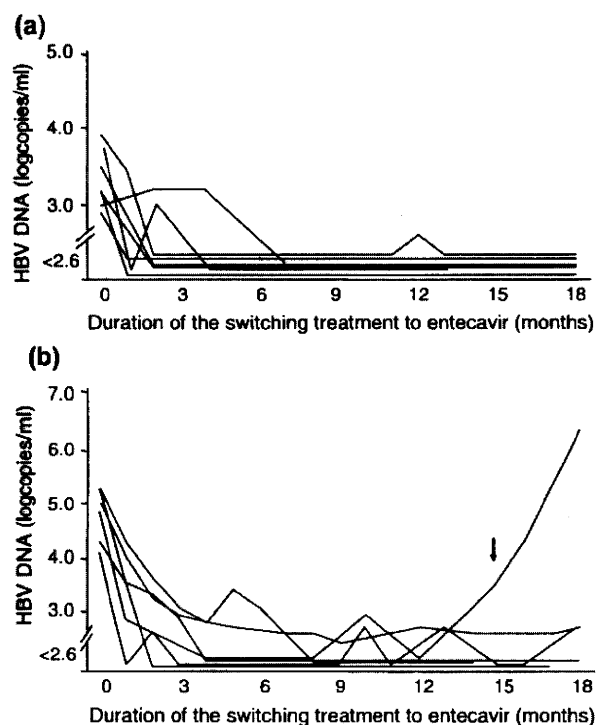 (a)
HBV DNA (logcopies/ml)
5.0
4.0
3.0
<2.6
0 3 6 9 12 15 18
Duration of the switching treatment to entecavir (months)
(b)
HBV DNA (logcopies/ml)
7.0
6.0
5.0
4.0
3.0
<2.6
0 3 6 9 12 15 18
Duration of the switching treatment to entecavir (months)